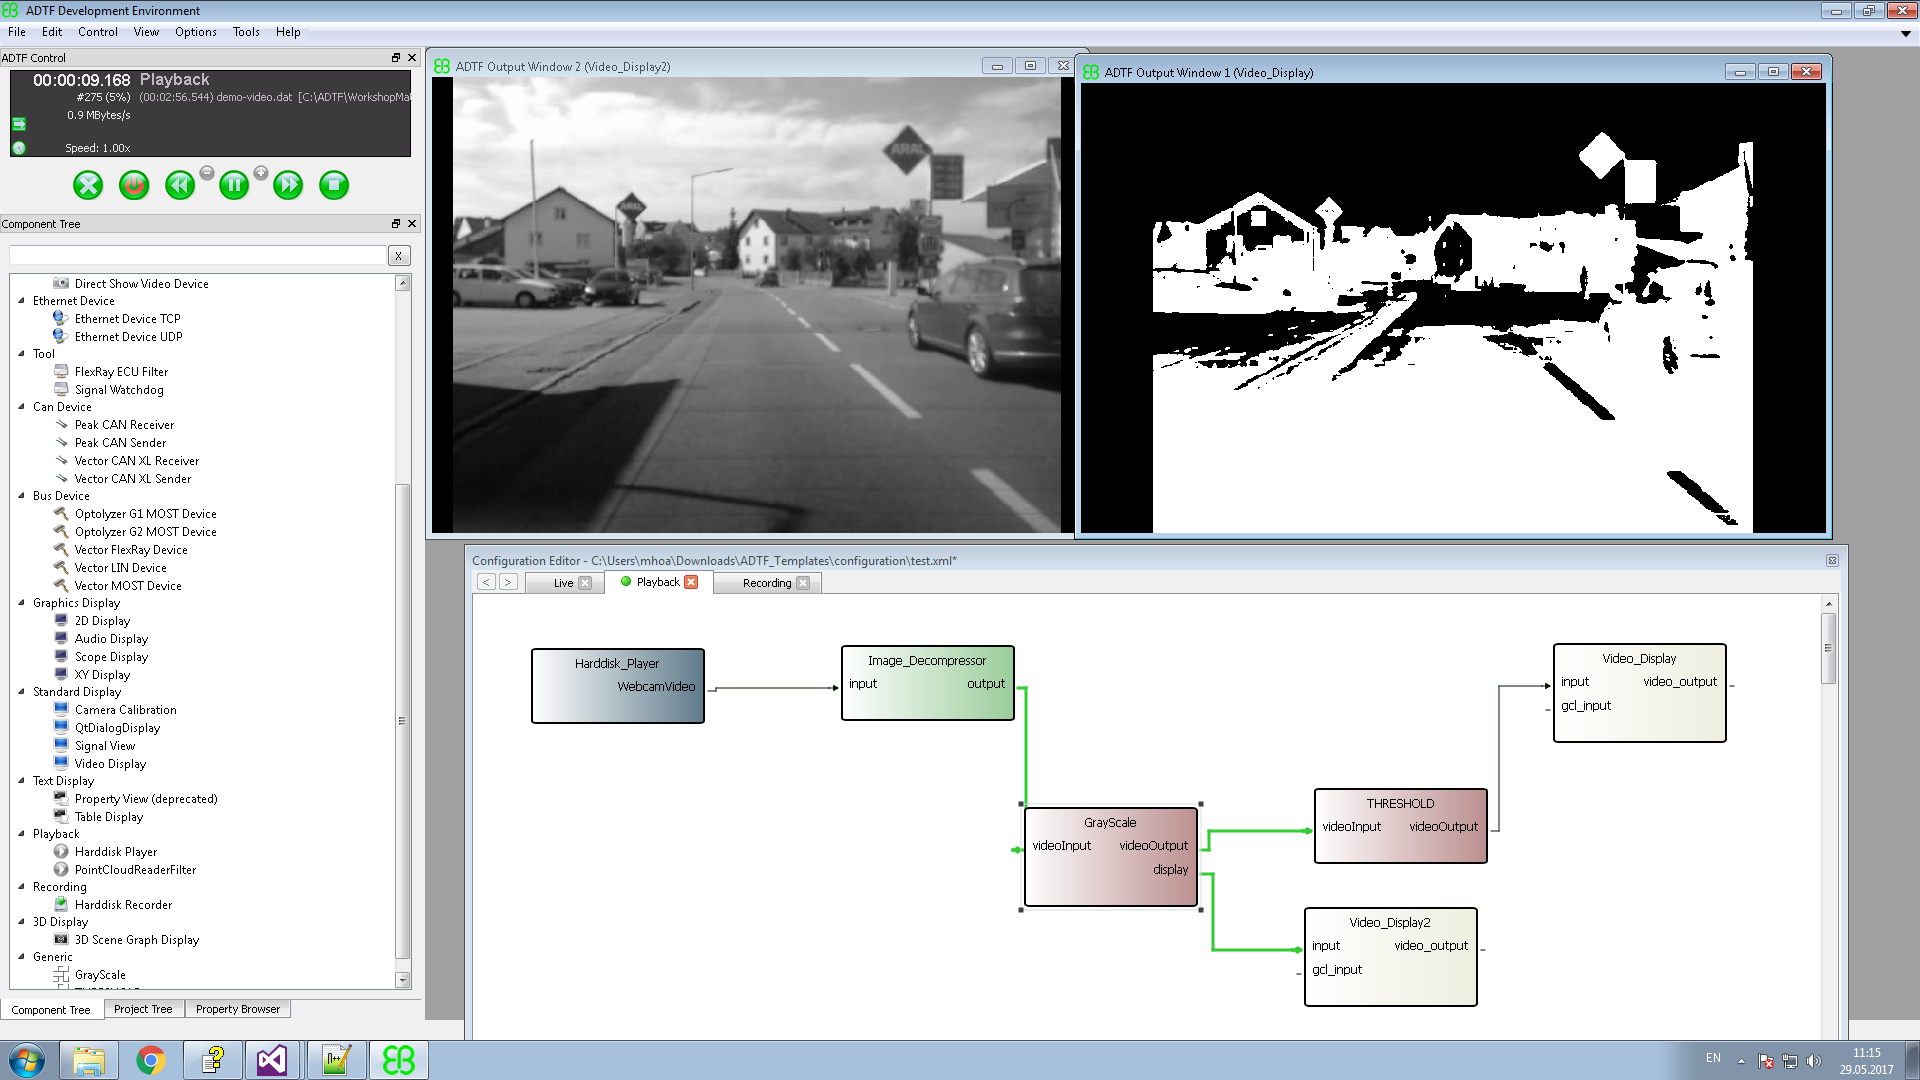 ADTF Development Environment
File Edit Control View Options Tools Help
ADTF Control
00:00:09.168 Playback
#275 (5%) (00:02:56.544) demo-video.dat [C:\ADTF\WorkshopMa
0.9 MBytes/s
Speed: 1.00x
Component Tree
X
Direct Show Video Device
Ethernet Device
Ethernet Device TCP
Ethernet Device UDP
Tool
FlexRay ECU Filter
Signal Watchdog
Can Device
Peak CAN Receiver
Peak CAN Sender
Vector CAN XL Receiver
Vector CAN XL Sender
Bus Device
Optolyzer G1 MOST Device
Optolyzer G2 MOST Device
Vector FlexRay Device
Vector LIN Device
Vector MOST Device
Graphics Display
2D Display
Audio Display
Scope Display
XY Display
Standard Display
Camera Calibration
QtDialogDisplay
Signal View
Video Display
Text Display
Property View (deprecated)
Table Display
Playback
Harddisk Player
PointCloudReaderFilter
Recording
Harddisk Recorder
3D Display
3D Scene Graph Display
Generic
GrayScale
Component Tree Project Tree Property Browser
ADTF Output Window 2 (Video_Display2)
ARAL
ARAL
ADTF Output Window 1 (Video_Display)
Configuration Editor - C:\Users\mhoa\Downloads\ADTF_Templates\configuration\test.xml*
< > Live Playback Recording
Harddisk_Player
WebcamVideo
Image_Decompressor
input output
GrayScale
videoInput videoOutput
display
THRESHOLD
videoInput videoOutput
Video_Display
input video_output
gcl_input
Video_Display2
input video_output
gcl_input
EN
11:15
29.05.2017